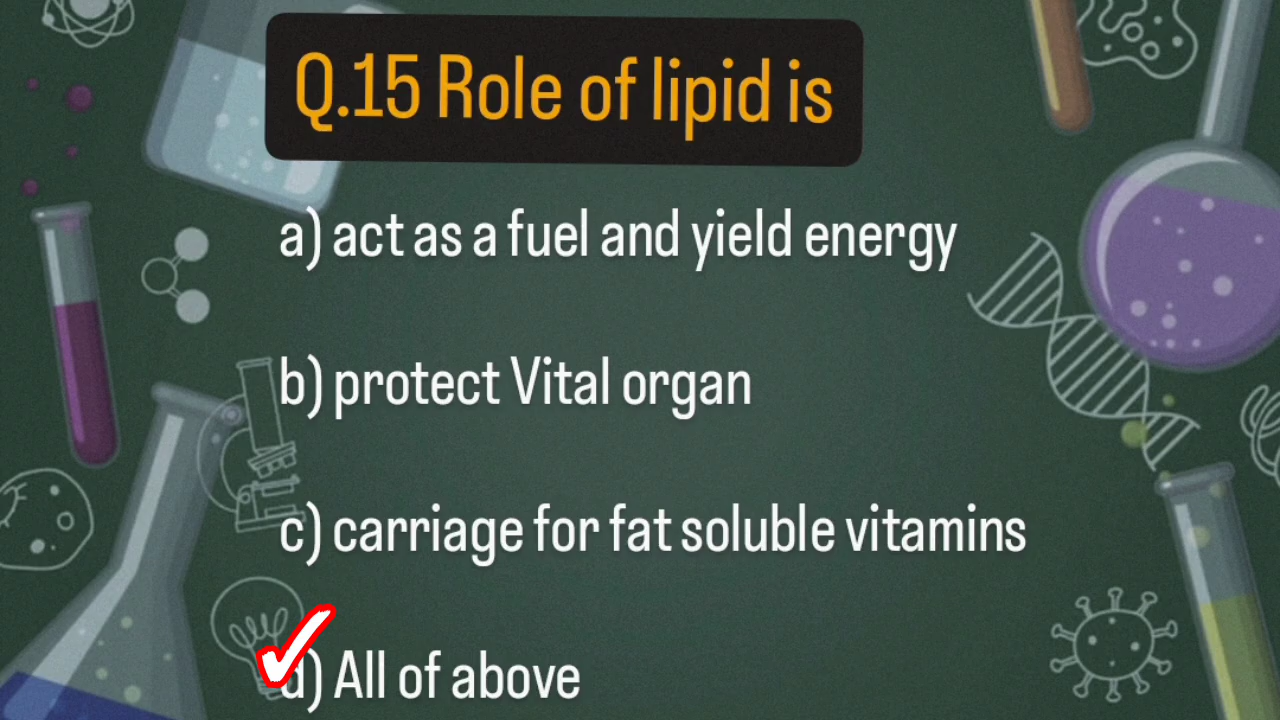 Q.15 Role of lipid is
a) act as a fuel and yield energy
b) protect Vital organ
c) carriage for fat soluble vitamins
d) All of above